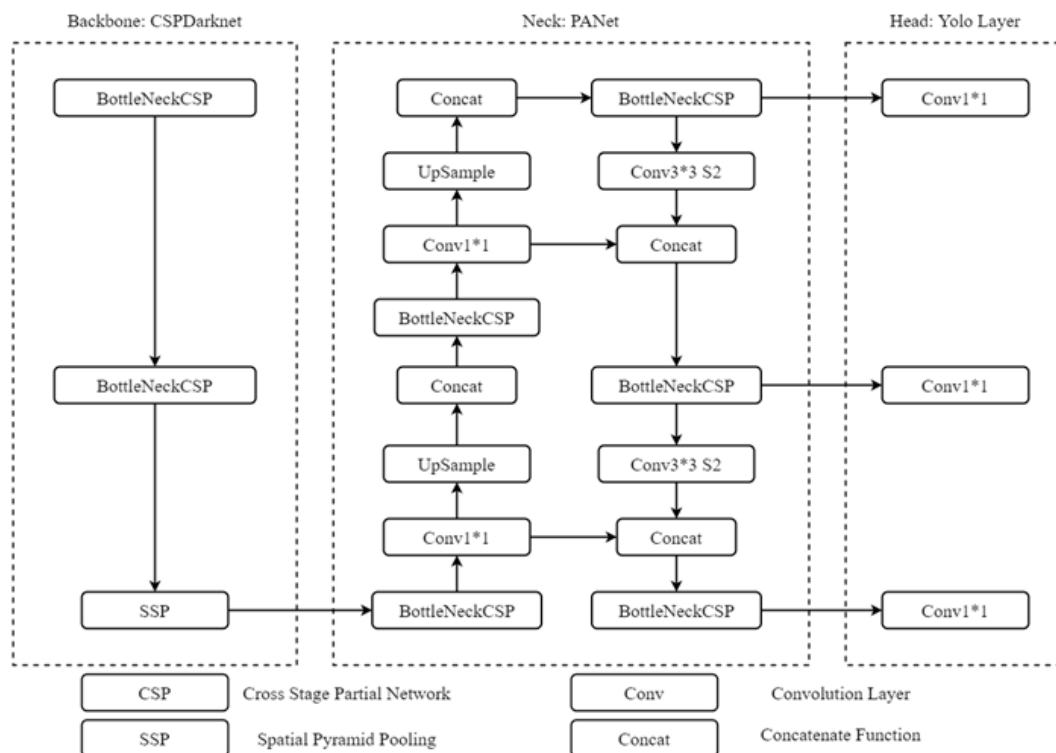 Backbone: CSPDarknet
Neck: PANet
Head: Yolo Layer
BottleNeckCSP
Concat
BottleNeckCSP
Conv1*1
UpSample
Conv3*3 S2
Conv1*1
Concat
BottleNeckCSP
BottleNeckCSP
Concat
BottleNeckCSP
Conv1*1
UpSample
Conv3*3 S2
Conv1*1
Concat
SSP
BottleNeckCSP
BottleNeckCSP
Conv1*1
CSP
Cross Stage Partial Network
Conv
Convolution Layer
SSP
Spatial Pyramid Pooling
Concat
Concatenate Function